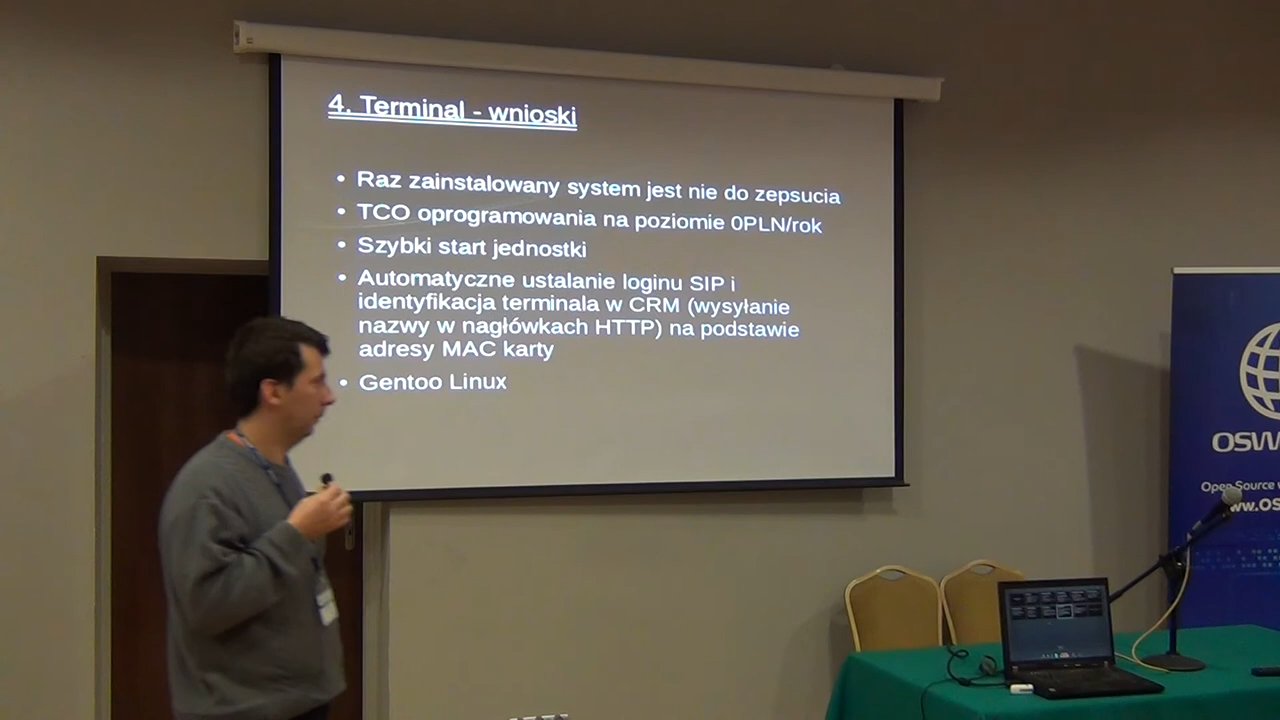 4. Terminal - wnioski
• Raz zainstalowany system jest nie do zepsucia
• TCO oprogramowania na poziomie 0PLN/rok
• Szybki start jednostki
• Automatyczne ustalanie loginu SIP i
identyfikacja terminala w CRM (wysyłanie
nazwy w nagłówkach HTTP) na podstawie
adresy MAC karty
• Gentoo Linux
OSW
Open Source w
www.OS